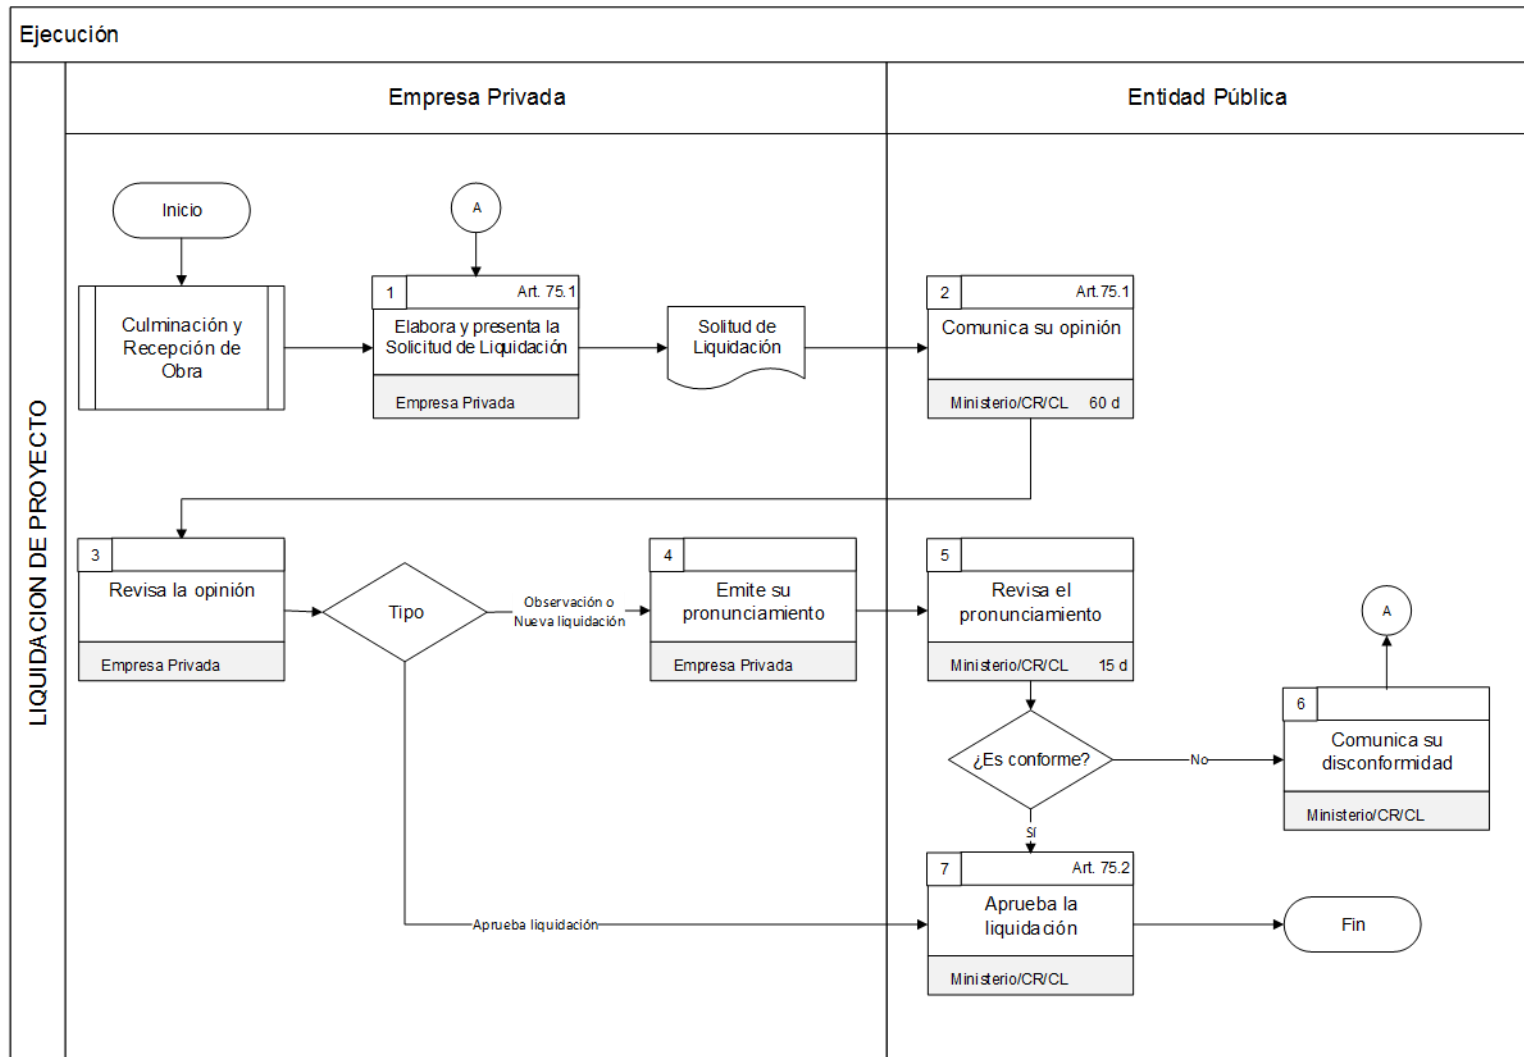 Ejecución
LIQUIDACION DE PROYECTO
Empresa Privada
Entidad Pública
Inicio
A
Culminación y
Recepción de
Obra
1
Art. 75.1
Elabora y presenta la
Solicitud de Liquidación
Empresa Privada
Solitud de
Liquidación
2
Art.75.1
Comunica su opinión
Ministerio/CR/CL 60 d
3
Revisa la opinión
Empresa Privada
Tipo
Observación o
Nueva liquidación
4
Emite su
pronunciamiento
Empresa Privada
5
Revisa el
pronunciamiento
Ministerio/CR/CL 15 d
¿Es conforme?
No
Sí
A
6
Comunica su
disconformidad
Ministerio/CR/CL
Aprueba liquidación
7
Art. 75.2
Aprueba la
liquidación
Ministerio/CR/CL
Fin